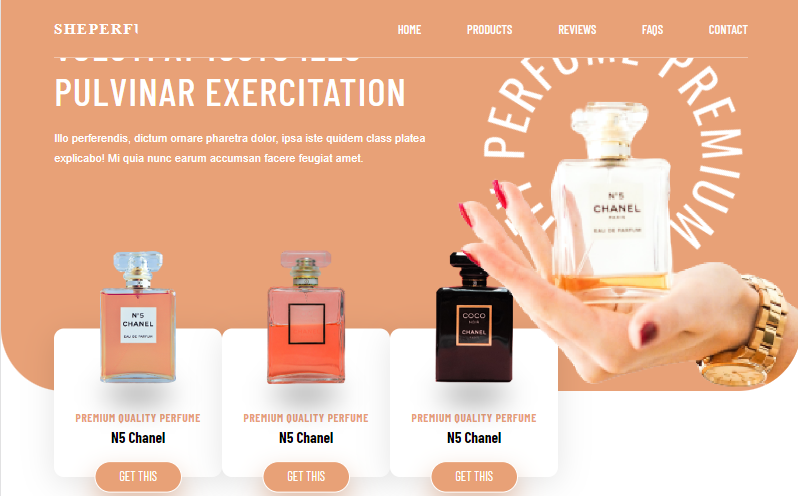 SHEPERF1
HOME
PRODUCTS
REVIEWS
FAQS
CONTACT
PULVINAR EXERCITATION
Illo perferendis, dictum ornare pharetra dolor, ipsa iste quidem class platea
explicabo! Mi quia nunc earum accumsan facere feugiat amet.
PERFUME PREMIUM
N°5
CHANEL
PARIS
EAU DE PARFUM
N°5
CHANEL
EAU DE PARFUM
COCO
NOIR
CHANEL
PREMIUM QUALITY PERFUME
N5 Chanel
GET THIS
PREMIUM QUALITY PERFUME
N5 Chanel
GET THIS
PREMIUM QUALITY PERFUME
N5 Chanel
GET THIS